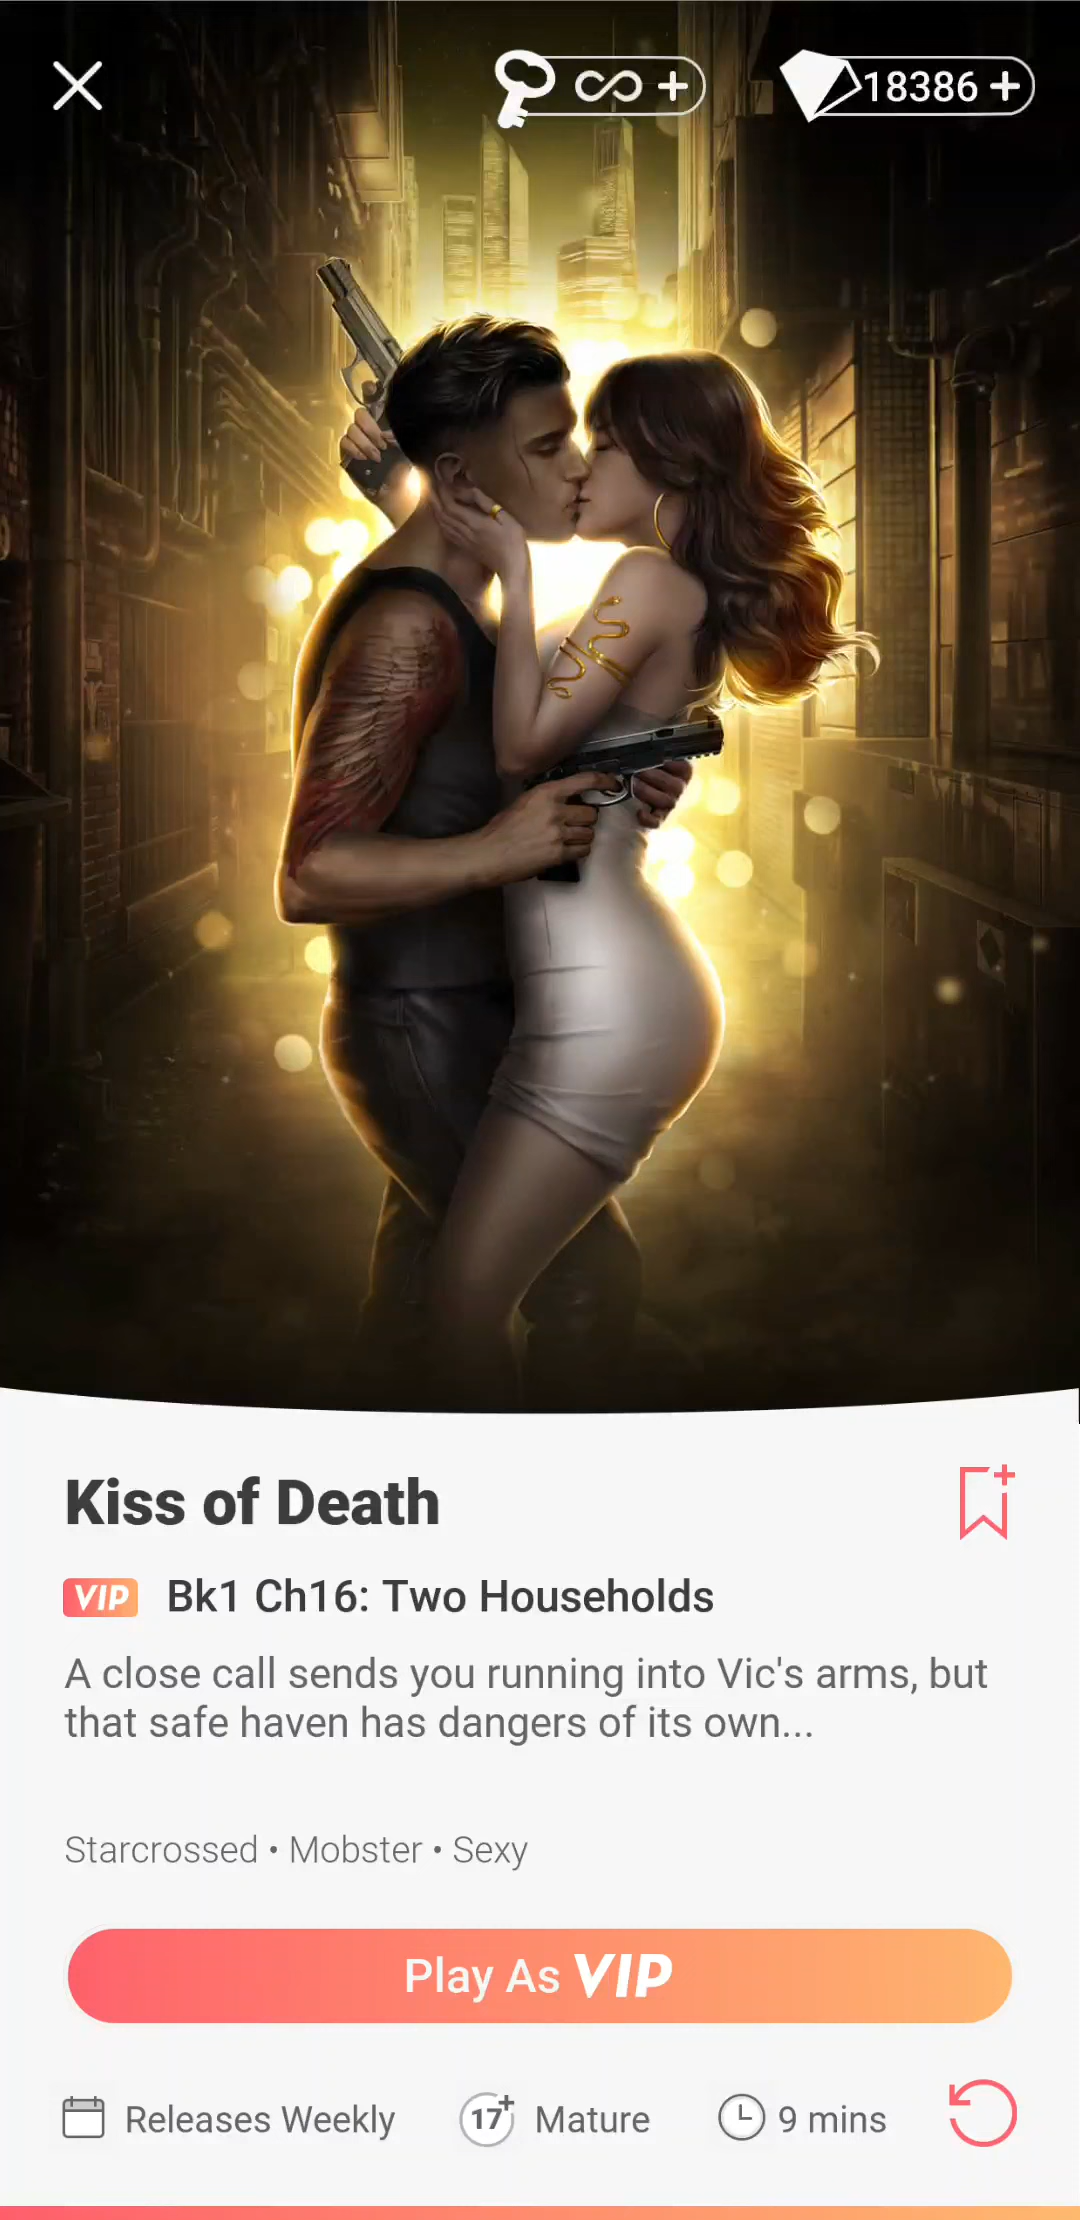 18386
Kiss of Death
VIP Bk1 Ch16: Two Households
A close call sends you running into Vic's arms, but
that safe haven has dangers of its own...
Starcrossed • Mobster • Sexy
Play As VIP
Releases Weekly 17+ Mature 9 mins